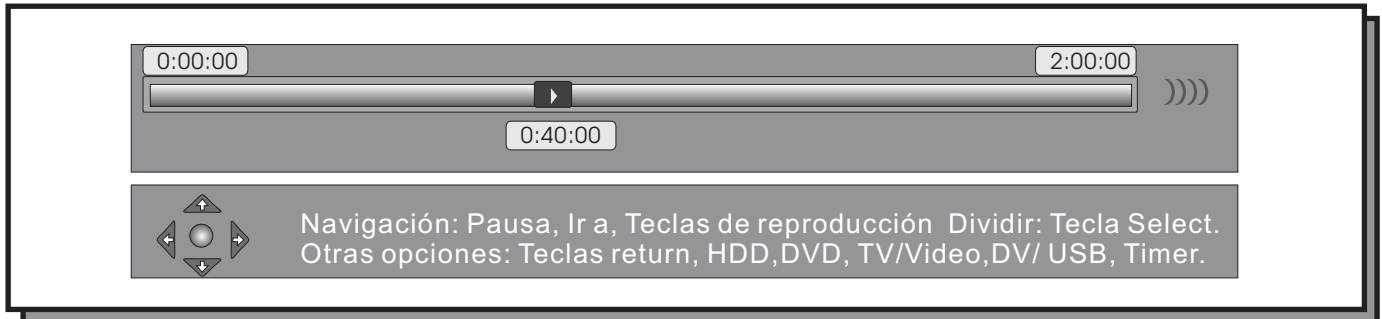 0:00:00 2:00:00
0:40:00
Navigación: Pausa, Ir a, Teclas de reproducción Dividir: Tecla Select.
Otras opciones: Teclas return, HDD,DVD, TV/Video,DV/ USB, Timer.